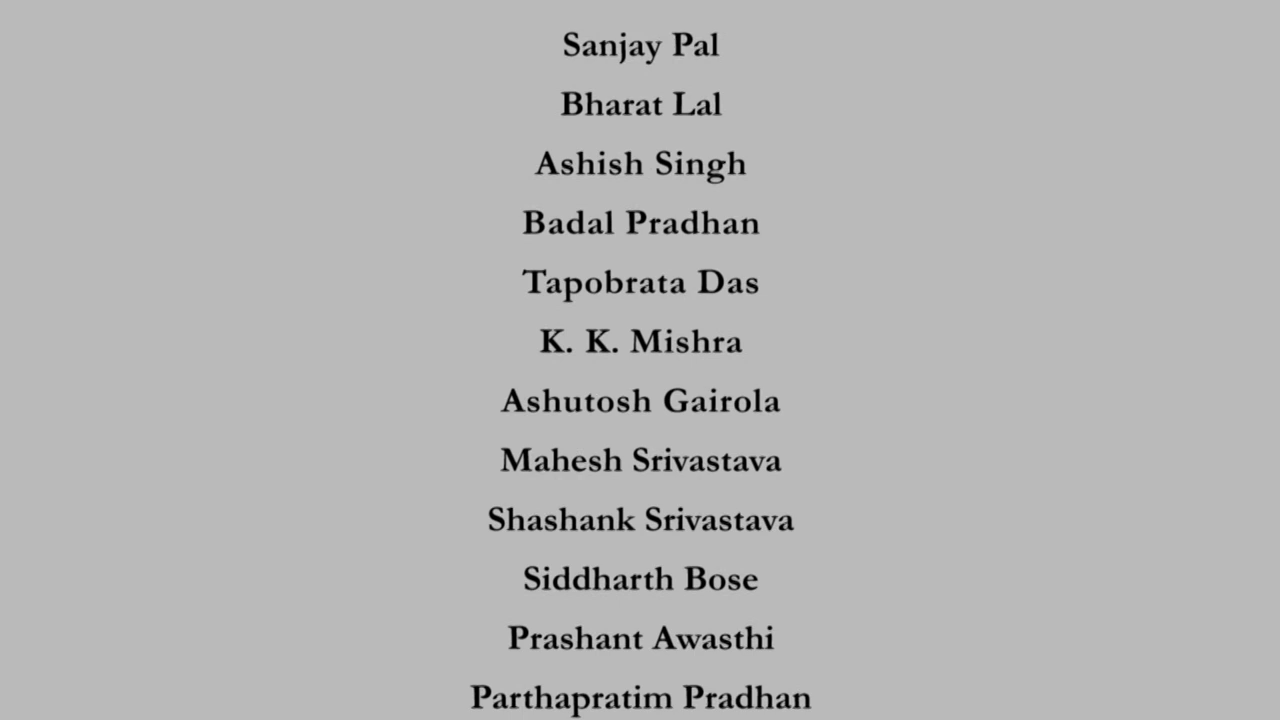 Sanjay Pal
Bharat Lal
Ashish Singh
Badal Pradhan
Tapobrata Das
K. K. Mishra
Ashutosh Gairola
Mahesh Srivastava
Shashank Srivastava
Siddharth Bose
Prashant Awasthi
Parthapratim Pradhan